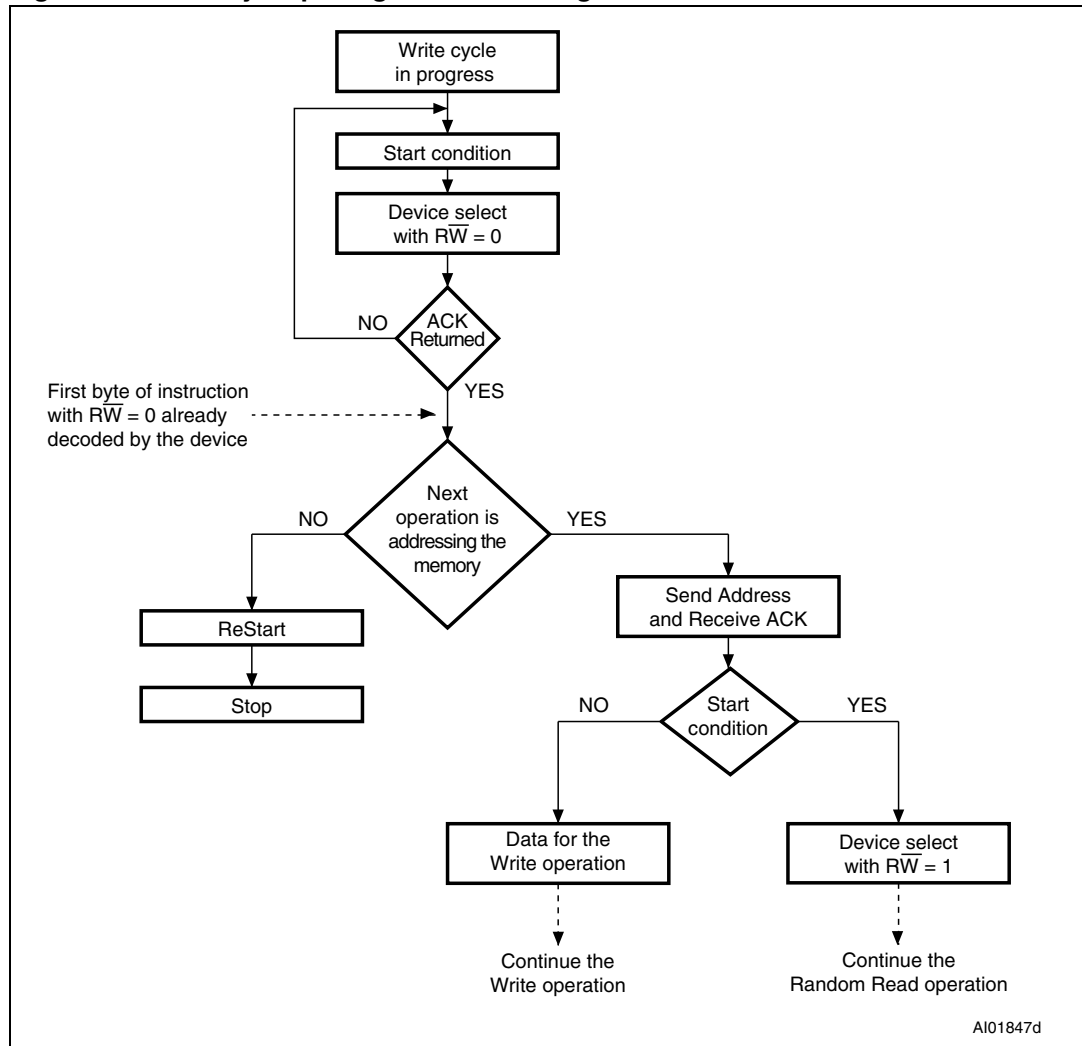 Write cycle
in progress
Start condition
Device select
with RW̅ = 0
ACK
Returned
NO
YES
First byte of instruction
with RW̅ = 0 already
decoded by the device
Next
operation is
addressing the
memory
NO
YES
Send Address
and Receive ACK
ReStart
Stop
Start
condition
NO
YES
Data for the
Write operation
Device select
with RW̅ = 1
Continue the
Write operation
Continue the
Random Read operation
AI01847d